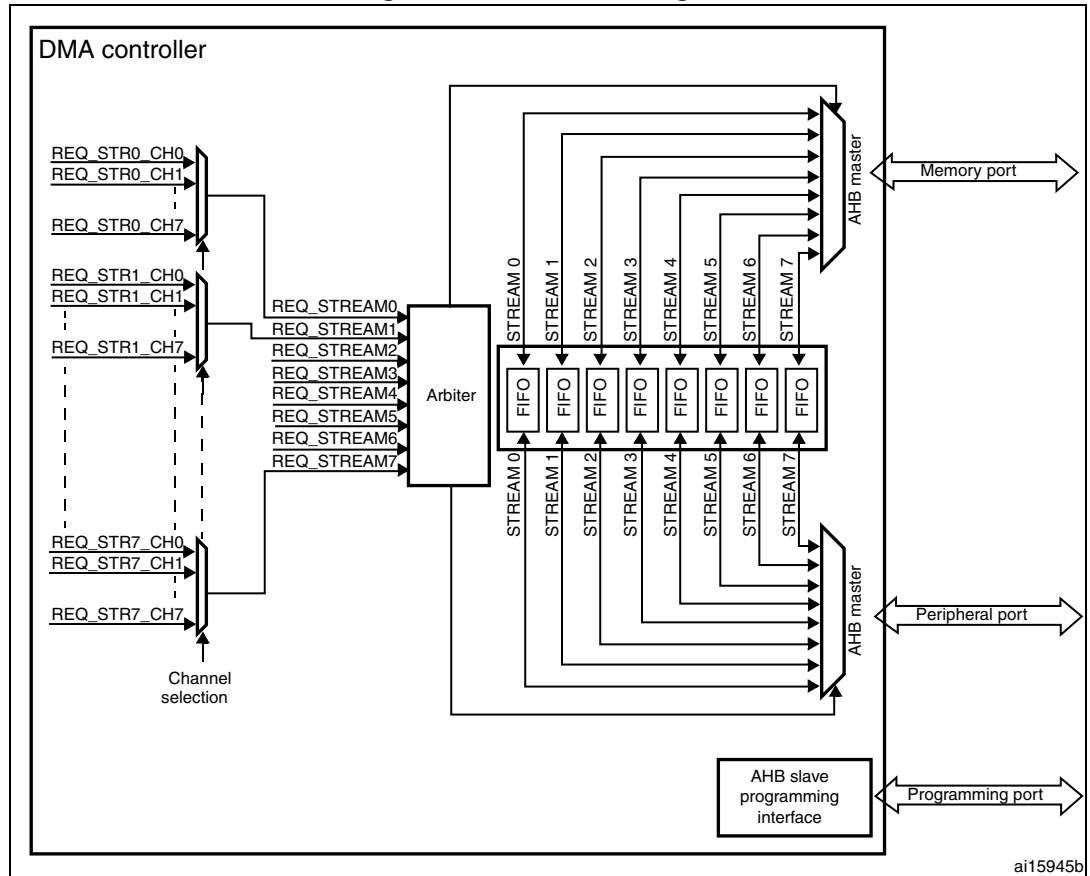 DMA controller
REQ_STR0_CH0
REQ_STR0_CH1
REQ_STR0_CH7
REQ_STR1_CH0
REQ_STR1_CH1
REQ_STR1_CH7
REQ_STR7_CH0
REQ_STR7_CH1
REQ_STR7_CH7
Channel
selection
REQ_STREAM0
REQ_STREAM1
REQ_STREAM2
REQ_STREAM3
REQ_STREAM4
REQ_STREAM5
REQ_STREAM6
REQ_STREAM7
Arbiter
STREAM 0
STREAM 1
STREAM 2
STREAM 3
STREAM 4
STREAM 5
STREAM 6
STREAM 7
FIFO
FIFO
FIFO
FIFO
FIFO
FIFO
FIFO
FIFO
STREAM 0
STREAM 1
STREAM 2
STREAM 3
STREAM 4
STREAM 5
STREAM 6
STREAM 7
AHB master
Memory port
AHB master
Peripheral port
AHB slave
programming
interface
Programming port
ai15945b